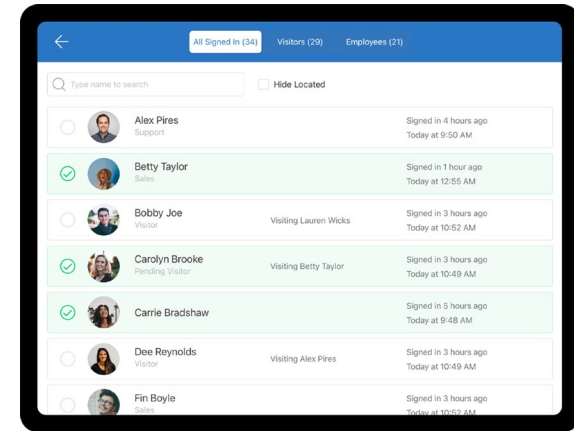 All Signed In (34) Visitors (29) Employees (21)
Type name to search Hide Located
Alex Pires
Support
Signed in 4 hours ago
Today at 9:50 AM
Betty Taylor
Sales
Signed in 1 hour ago
Today at 12:55 AM
Bobby Joe
Visitor
Visiting Lauren Wicks
Signed in 3 hours ago
Today at 10:52 AM
Carolyn Brooke
Pending Visitor
Visiting Betty Taylor
Signed in 3 hours ago
Today at 10:49 AM
Carrie Bradshaw
Signed in 5 hours ago
Today at 9:48 AM
Dee Reynolds
Visitor
Visiting Alex Pires
Signed in 3 hours ago
Today at 10:49 AM
Fin Boyle
Sales
Signed in 3 hours ago
Today at 10:52 AM